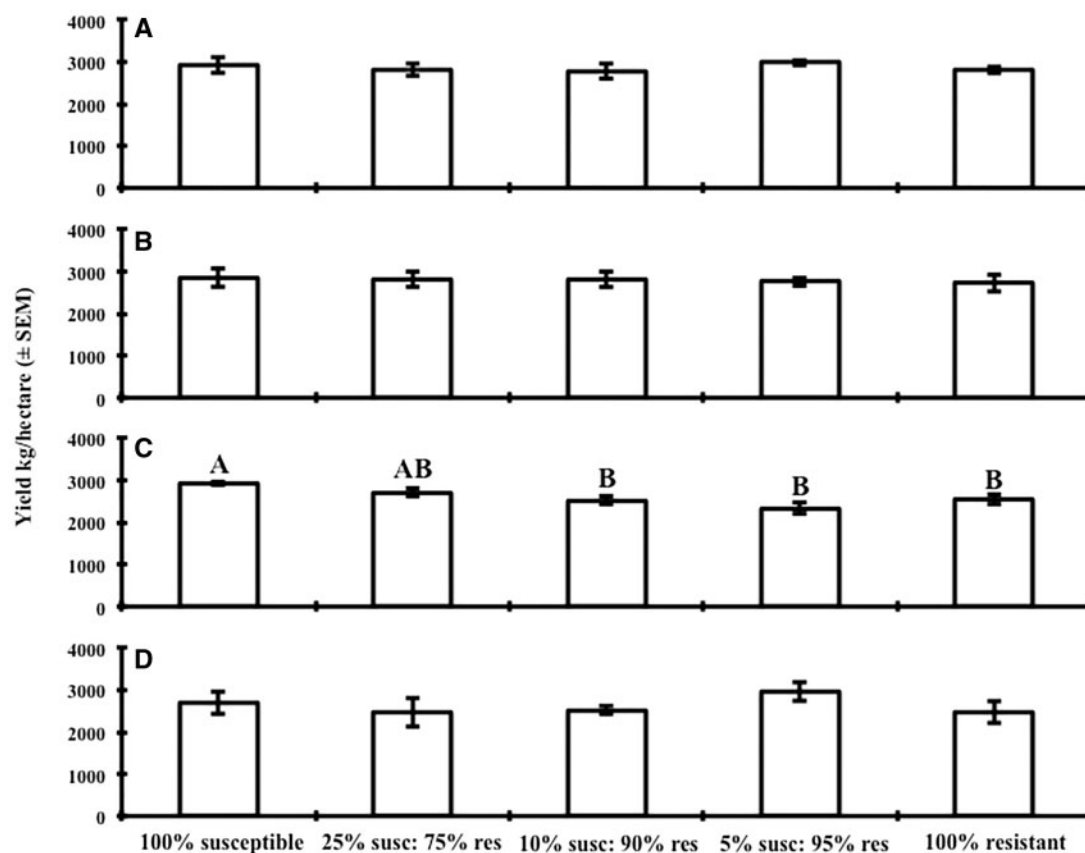 Yield kg/hectare (± SEM)
A
4000
3000
2000
1000
0
B
4000
3000
2000
1000
0
C
4000
3000
2000
1000
0
A
AB
B
B
B
D
4000
3000
2000
1000
0
100% susceptible
25% susc: 75% res
10% susc: 90% res
5% susc: 95% res
100% resistant